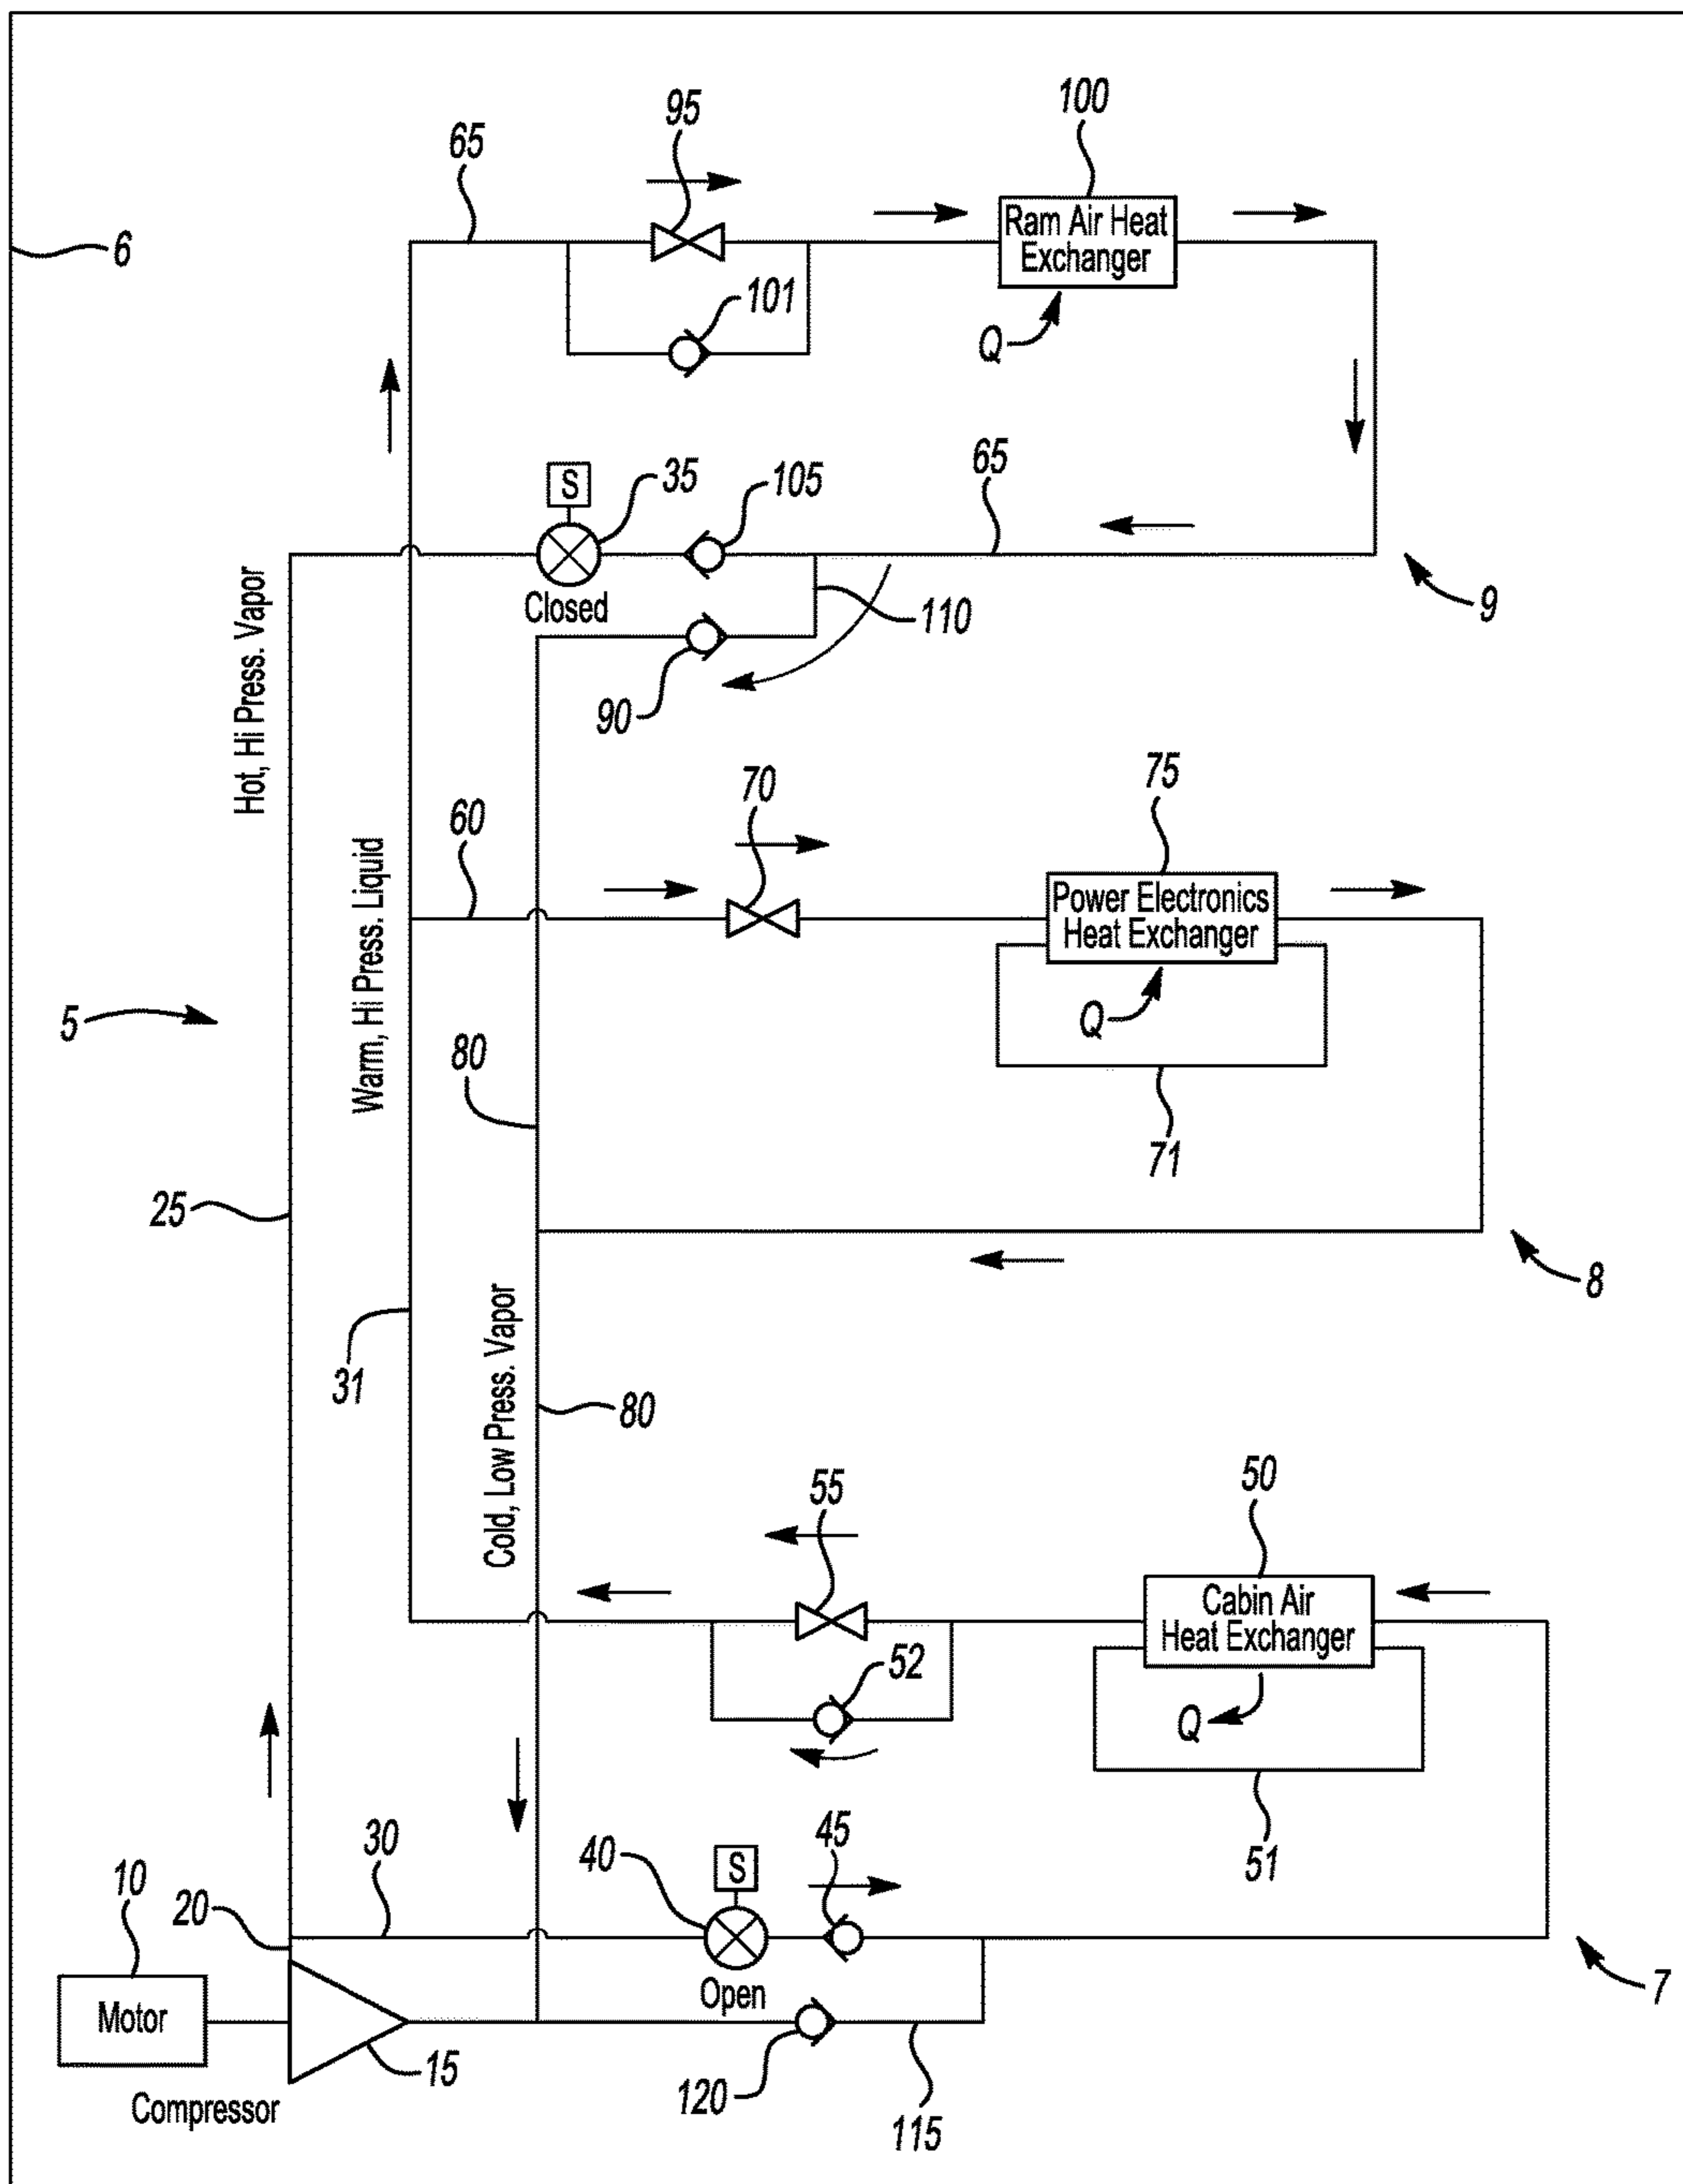 95
100
65
Ram Air Heat
Exchanger
6
101
Q
S
35
105
65
Closed
110
9
Hot, Hi Press. Vapor
90
70
75
60
Power Electronics
Heat Exchanger
Warm, Hi Press. Liquid
5
Q
80
71
25
8
Cold, Low Press. Vapor
31
80
55
50
Cabin Air
Heat Exchanger
52
Q
30
40
S
45
51
10
20
Open
7
Motor
15
120
115
Compressor